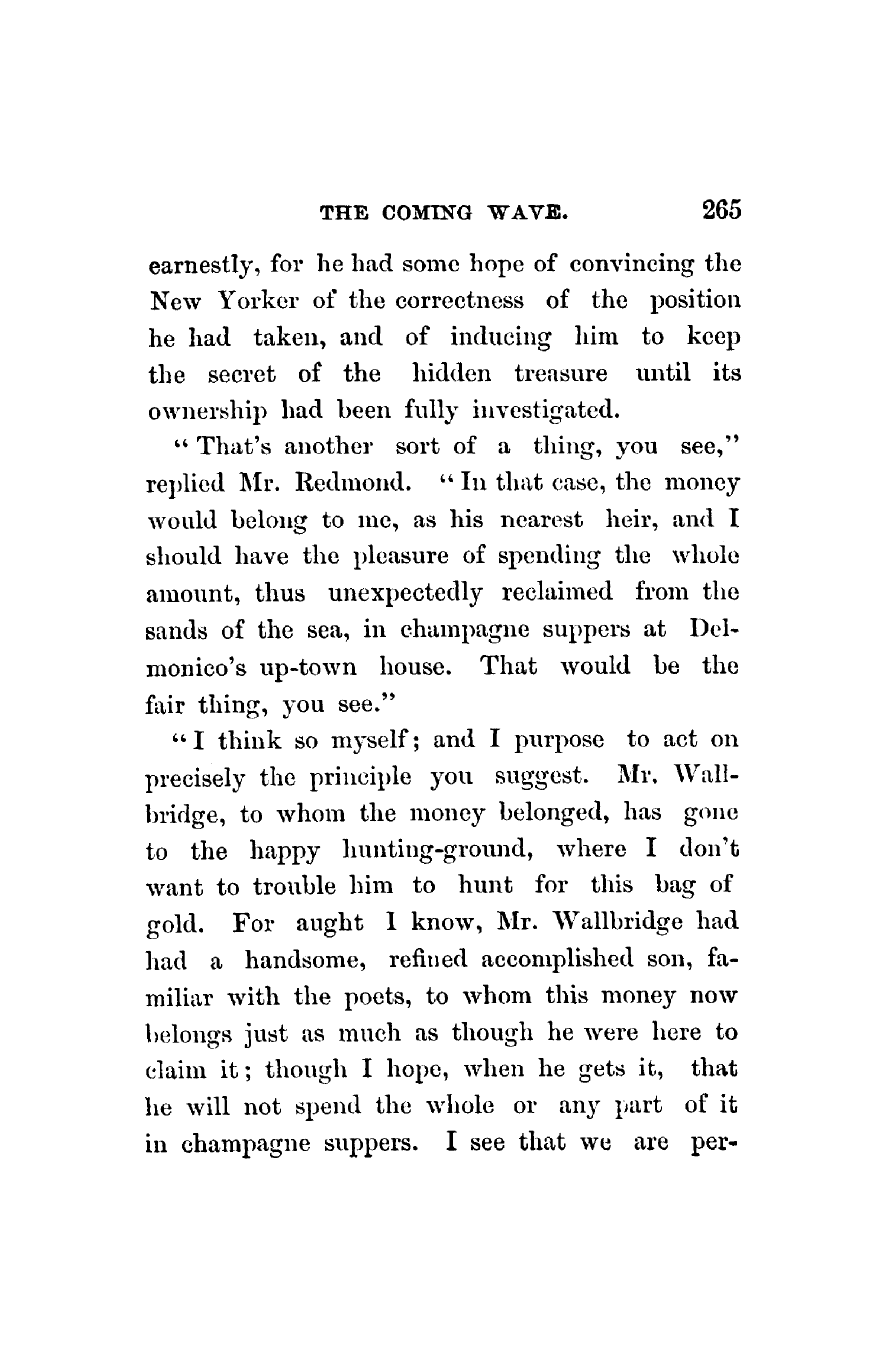 THE COMING WAVE. 265
earnestly, for he had some hope of convincing the
New Yorker of the correctness of the position
he had taken, and of inducing him to keep
the secret of the hidden treasure until its
ownership had been fully investigated.
“ That's another sort of a thing, you see,”
replied Mr. Redmond. “ In that case, the money
would belong to me, as his nearest heir, and I
should have the pleasure of spending the whole
amount, thus unexpectedly reclaimed from the
sands of the sea, in champagne suppers at Del-
monico's up-town house. That would be the
fair thing, you see.”
“ I think so myself; and I purpose to act on
precisely the principle you suggest. Mr. Wall-
bridge, to whom the money belonged, has gone
to the happy hunting-ground, where I don't
want to trouble him to hunt for this bag of
gold. For aught I know, Mr. Wallbridge had
had a handsome, refined accomplished son, fa-
miliar with the poets, to whom this money now
belongs just as much as though he were here to
claim it; though I hope, when he gets it, that
he will not spend the whole or any part of it
in champagne suppers. I see that we are per-